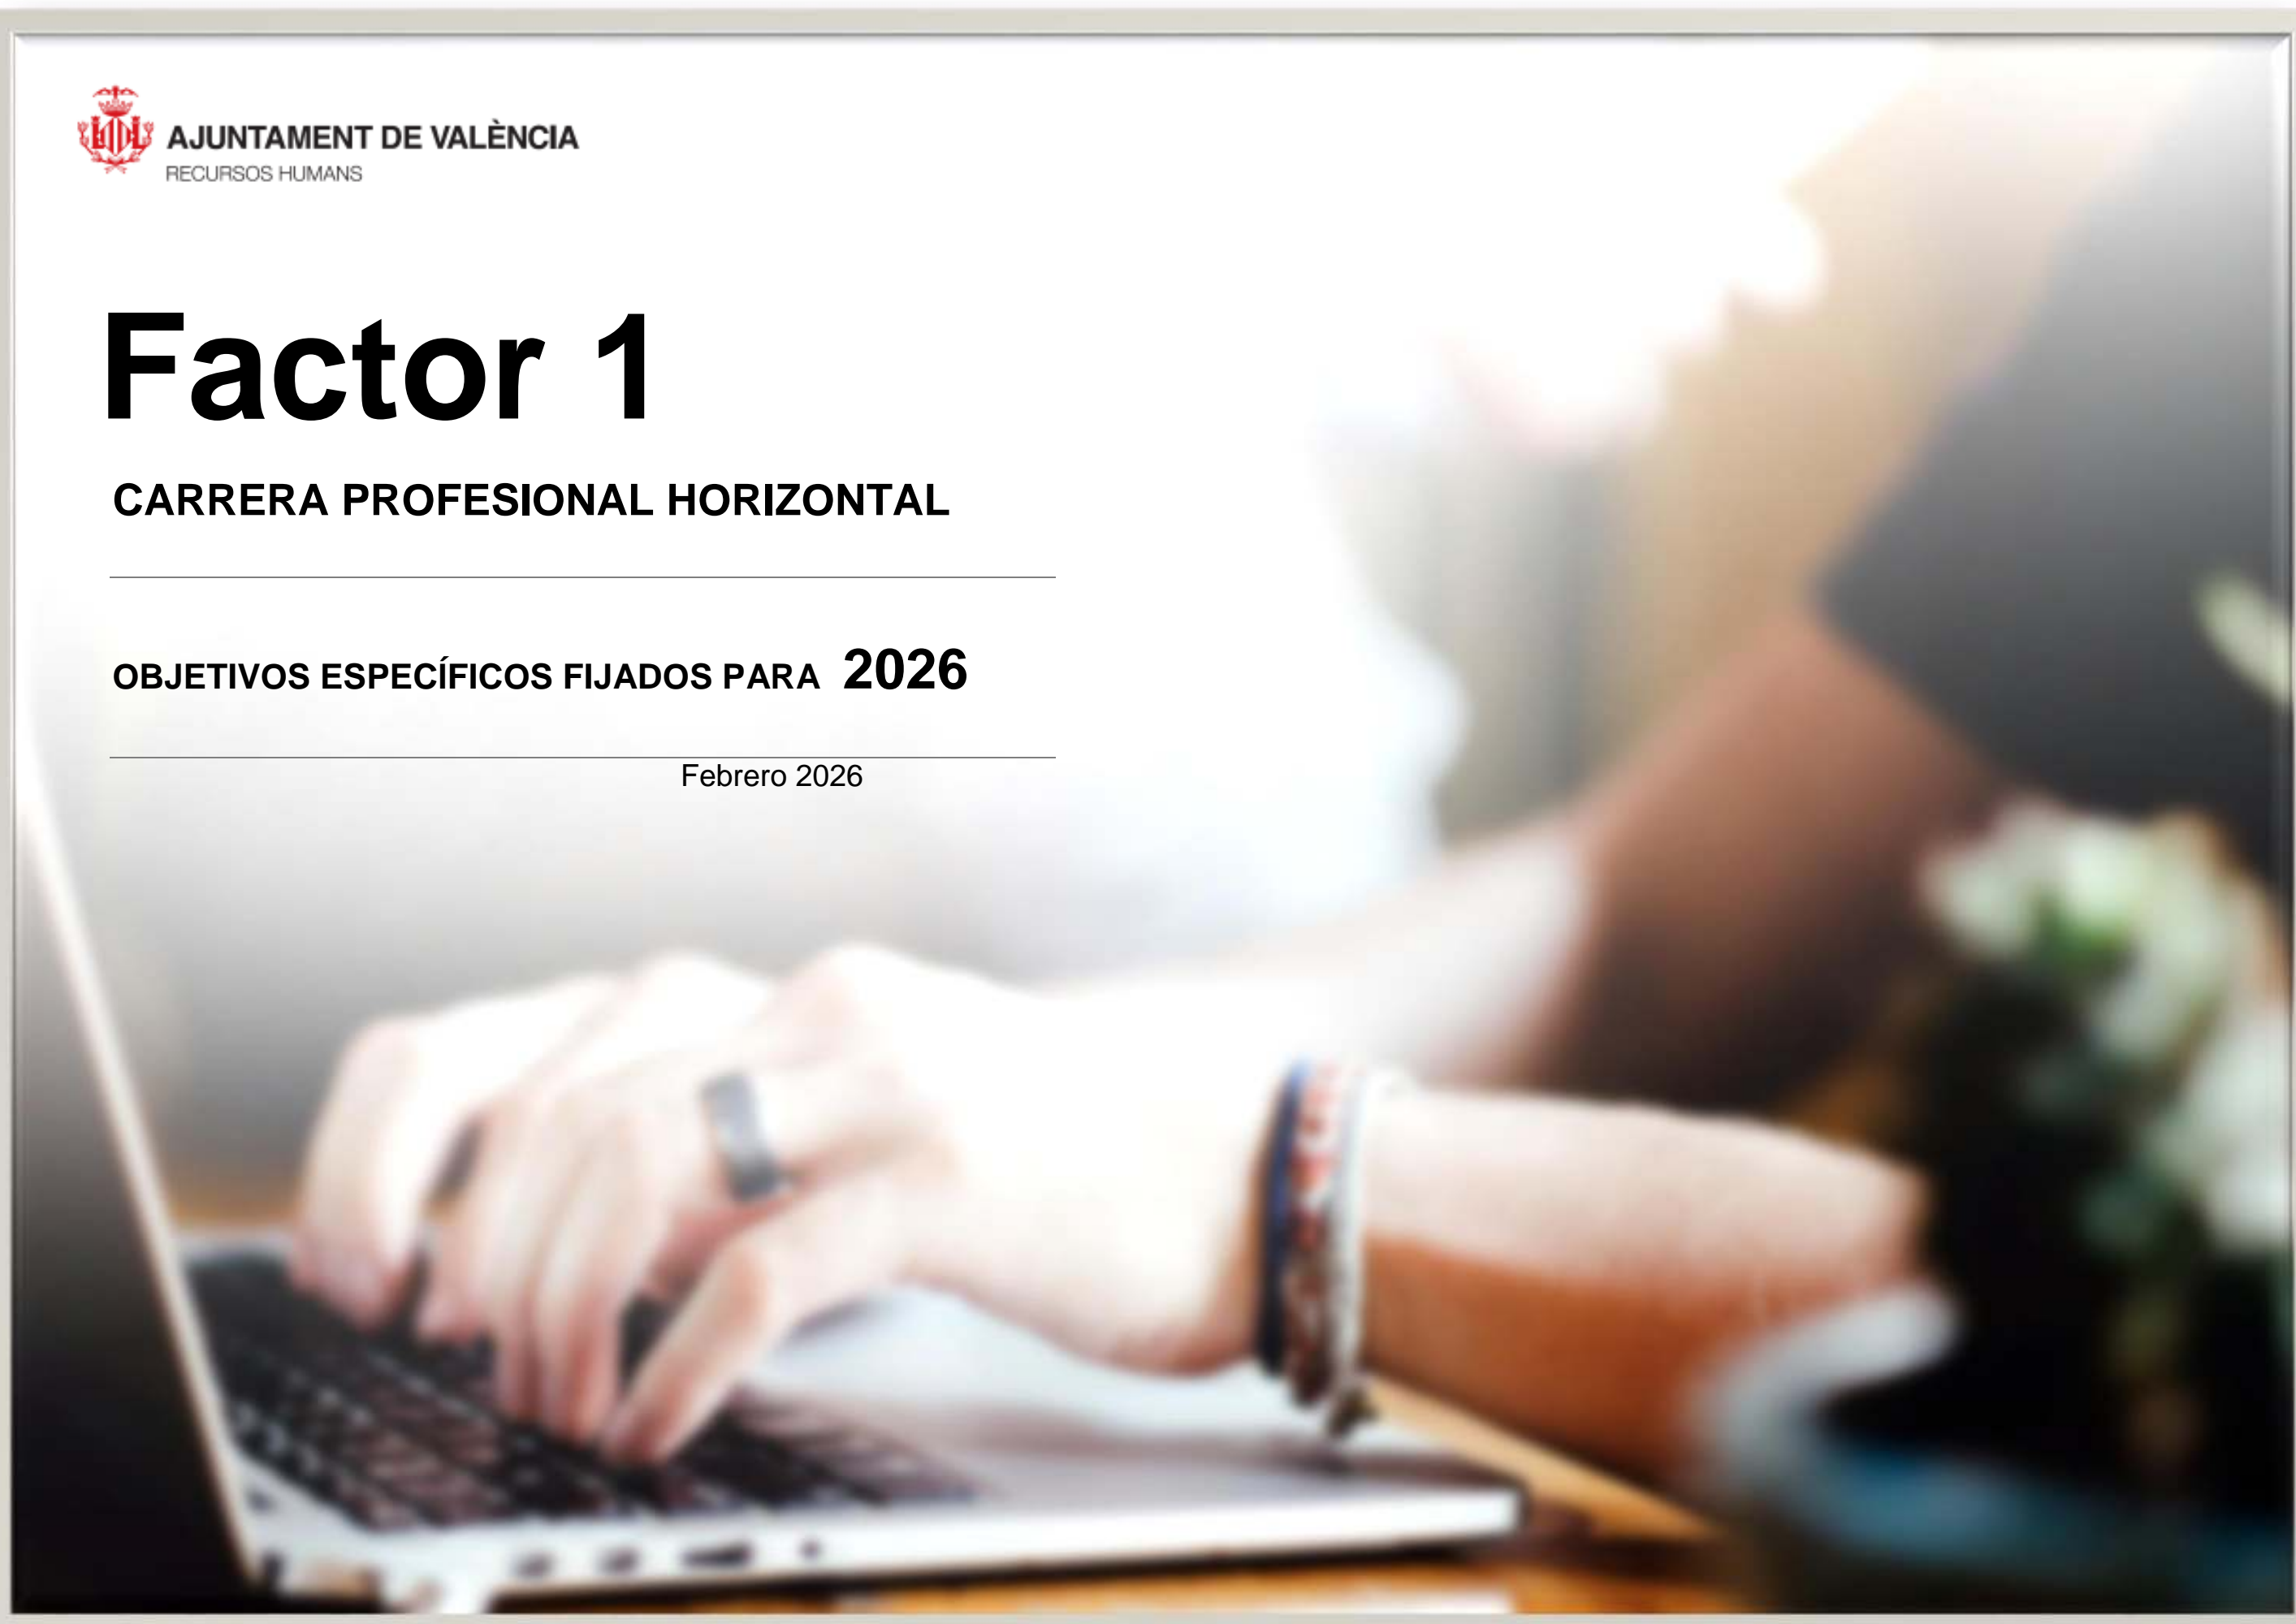 AJUNTAMENT DE VALÈNCIA
RECURSOS HUMANS
Factor 1
CARRERA PROFESIONAL HORIZONTAL
OBJETIVOS ESPECÍFICOS FIJADOS PARA 2026
Febrero 2026